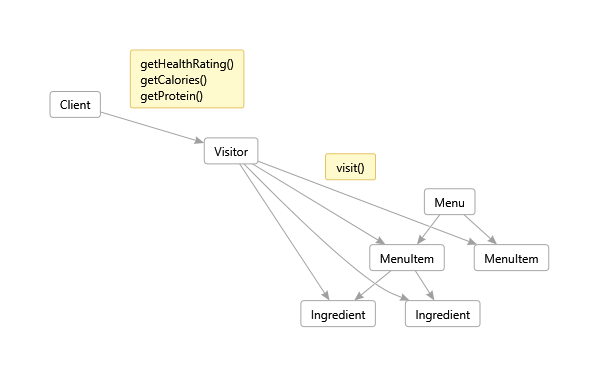 getHealthRating()
getCalories()
getProtein()
Client
Visitor
visit()
Menu
MenuItem
MenuItem
Ingredient
Ingredient